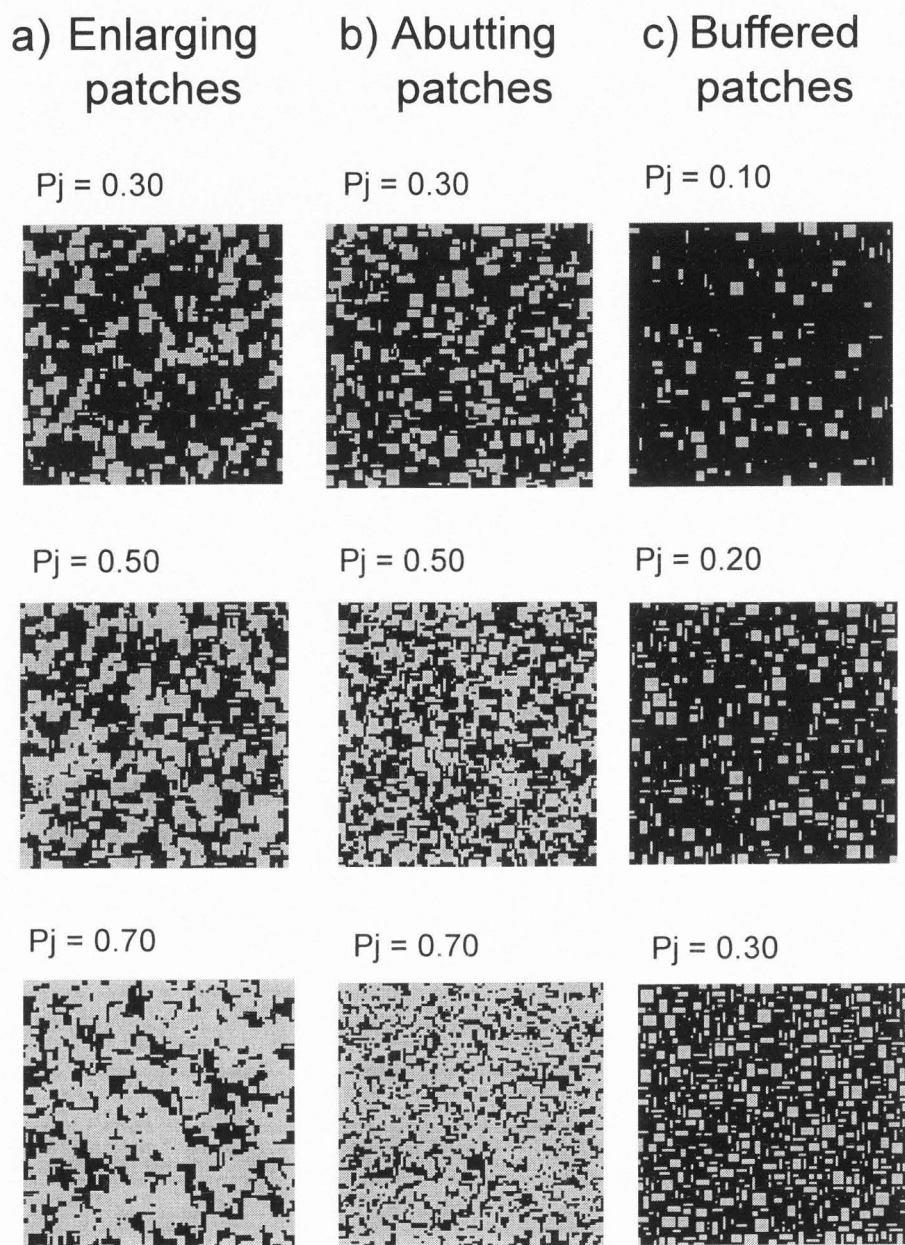 a) Enlarging patches
b) Abutting patches
c) Buffered patches
Pj = 0.30
Pj = 0.30
Pj = 0.10
Pj = 0.50
Pj = 0.50
Pj = 0.20
Pj = 0.70
Pj = 0.70
Pj = 0.30